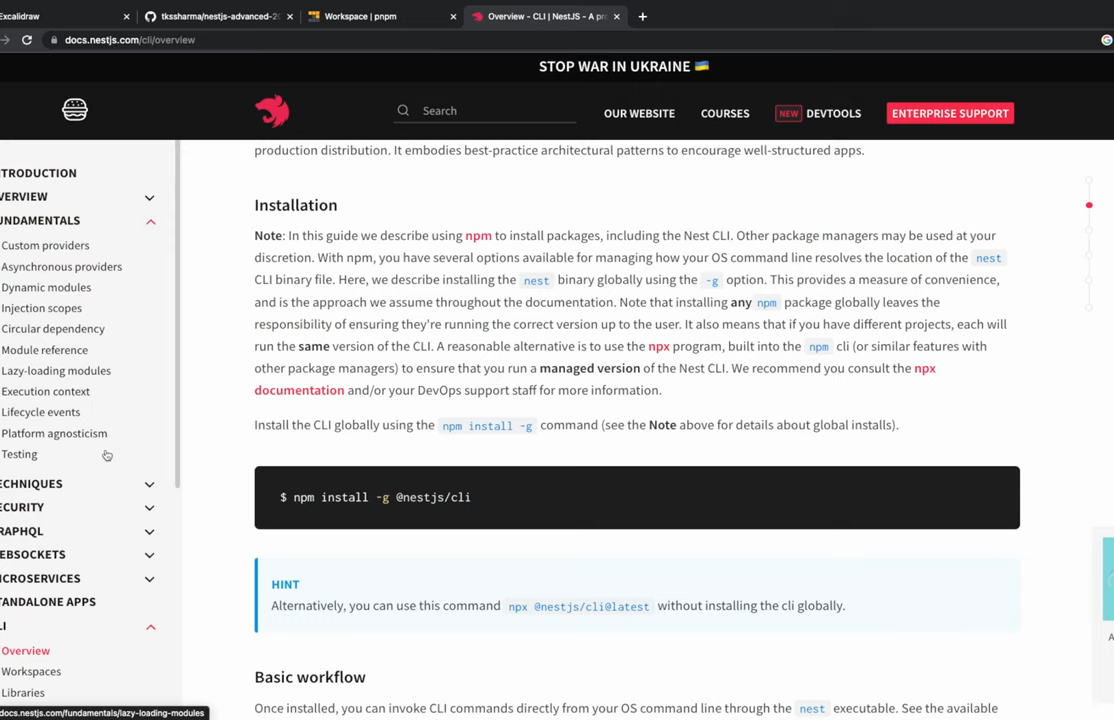 Excalidraw
tkssharma/nestjs-advanced-20
Workspace | pnpm
Overview - CLI | NestJS - A pro
docs.nestjs.com/cli/overview
STOP WAR IN UKRAINE 🇺🇦
Search
OUR WEBSITE
COURSES
NEW DEVTOOLS
ENTERPRISE SUPPORT
NTRODUCTION
VERVIEW
UNDAMENTALS
Custom providers
Asynchronous providers
Dynamic modules
Injection scopes
Circular dependency
Module reference
Lazy-loading modules
Execution context
Lifecycle events
Platform agnosticism
Testing
ECHNIQUES
ECURITY
RAPHQL
EBSOCKETS
ICROSERVICES
TANDALONE APPS
LI
Overview
Workspaces
Libraries
docs.nestjs.com/fundamentals/lazy-loading-modules
production distribution. It embodies best-practice architectural patterns to encourage well-structured apps.
Installation
Note: In this guide we describe using npm to install packages, including the Nest CLI. Other package managers may be used at your
discretion. With npm, you have several options available for managing how your OS command line resolves the location of the nest
CLI binary file. Here, we describe installing the nest binary globally using the -g option. This provides a measure of convenience,
and is the approach we assume throughout the documentation. Note that installing any npm package globally leaves the
responsibility of ensuring they're running the correct version up to the user. It also means that if you have different projects, each will
run the same version of the CLI. A reasonable alternative is to use the npx program, built into the npm cli (or similar features with
other package managers) to ensure that you run a managed version of the Nest CLI. We recommend you consult the npx
documentation and/or your DevOps support staff for more information.
Install the CLI globally using the npm install -g command (see the Note above for details about global installs).
$ npm install -g @nestjs/cli
HINT
Alternatively, you can use this command npx @nestjs/cli@latest without installing the cli globally.
Basic workflow
Once installed, you can invoke CLI commands directly from your OS command line through the nest executable. See the available
A